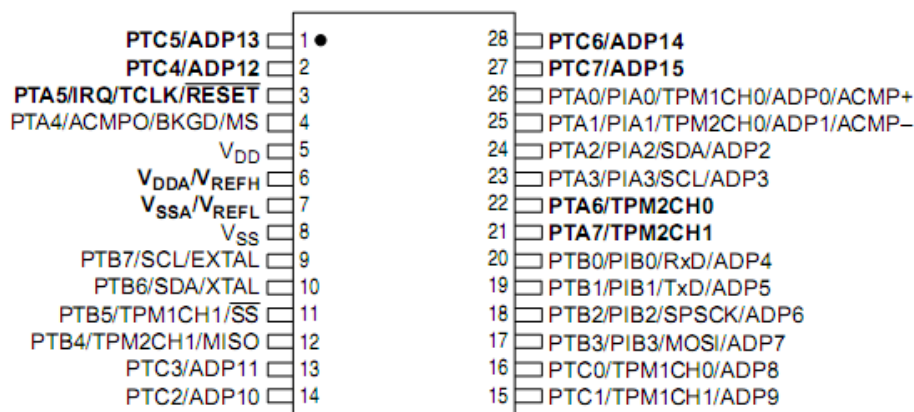 PTC5/ADP13 1 28 PTC6/ADP14
PTC4/ADP12 2 27 PTC7/ADP15
PTA5/IRQ/TCLK/RESET 3 26 PTA0/PIA0/TPM1CH0/ADP0/ACMP+
PTA4/ACMPO/BKGD/MS 4 25 PTA1/PIA1/TPM2CH0/ADP1/ACMP–
VDD 5 24 PTA2/PIA2/SDA/ADP2
VDDA/VREFH 6 23 PTA3/PIA3/SCL/ADP3
VSSA/VREFL 7 22 PTA6/TPM2CH0
VSS 8 21 PTA7/TPM2CH1
PTB7/SCL/EXTAL 9 20 PTB0/PIB0/RxD/ADP4
PTB6/SDA/XTAL 10 19 PTB1/PIB1/TxD/ADP5
PTB5/TPM1CH1/SS 11 18 PTB2/PIB2/SPSCK/ADP6
PTB4/TPM2CH1/MISO 12 17 PTB3/PIB3/MOSI/ADP7
PTC3/ADP11 13 16 PTC0/TPM1CH0/ADP8
PTC2/ADP10 14 15 PTC1/TPM1CH1/ADP9